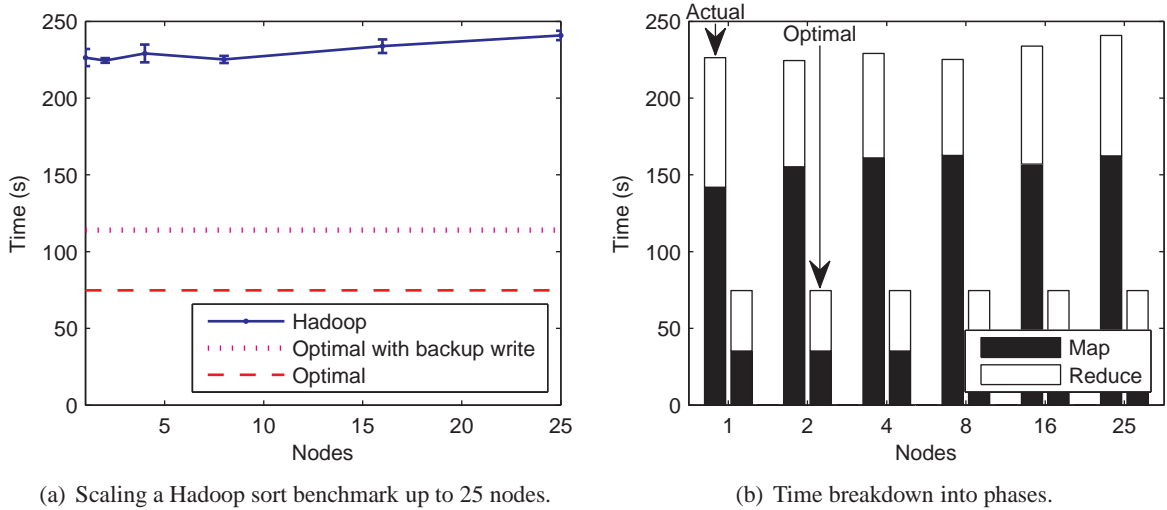 250
200
150
100
50
0
Time (s)
5
10
15
20
25
Nodes
Hadoop
Optimal with backup write
Optimal
(a) Scaling a Hadoop sort benchmark up to 25 nodes.
Actual
Optimal
250
200
150
100
50
0
Time (s)
1
2
4
8
16
25
Nodes
Map
Reduce
(b) Time breakdown into phases.